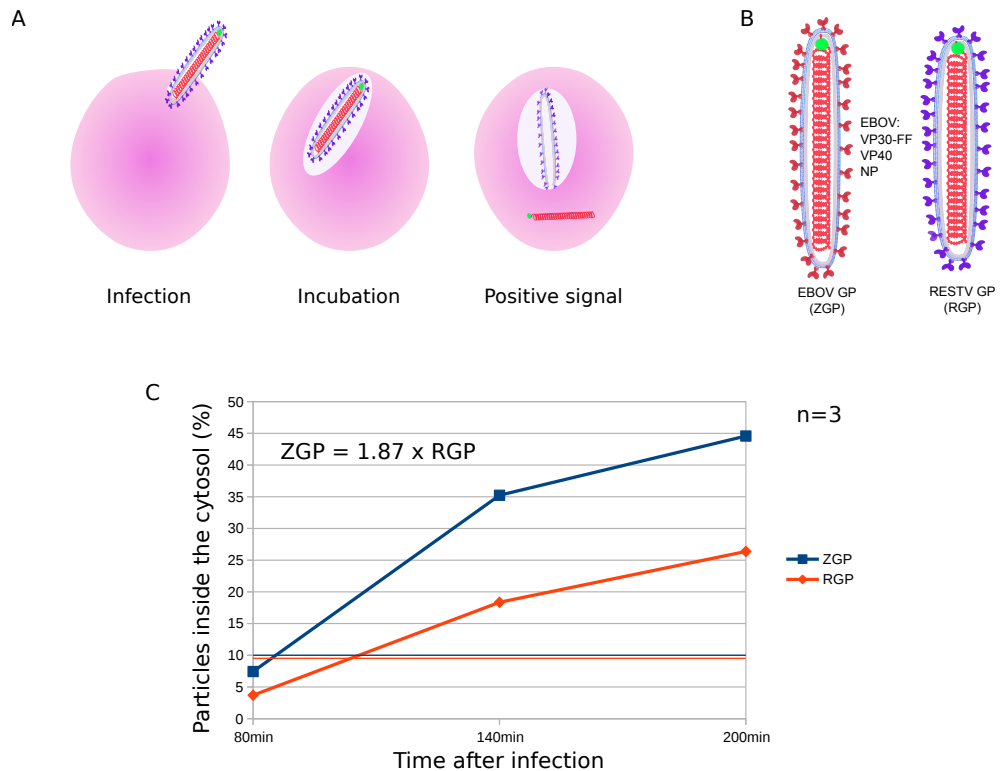 A
Infection
Incubation
Positive signal
B
EBOV:
VP30-FF
VP40
NP
EBOV GP
(ZGP)
RESTV GP
(RGP)
C
Particles inside the cytosol (%)
50
45
40
35
30
25
20
15
10
5
0
ZGP = 1.87 x RGP
n=3
ZGP
RGP
80min
140min
200min
Time after infection